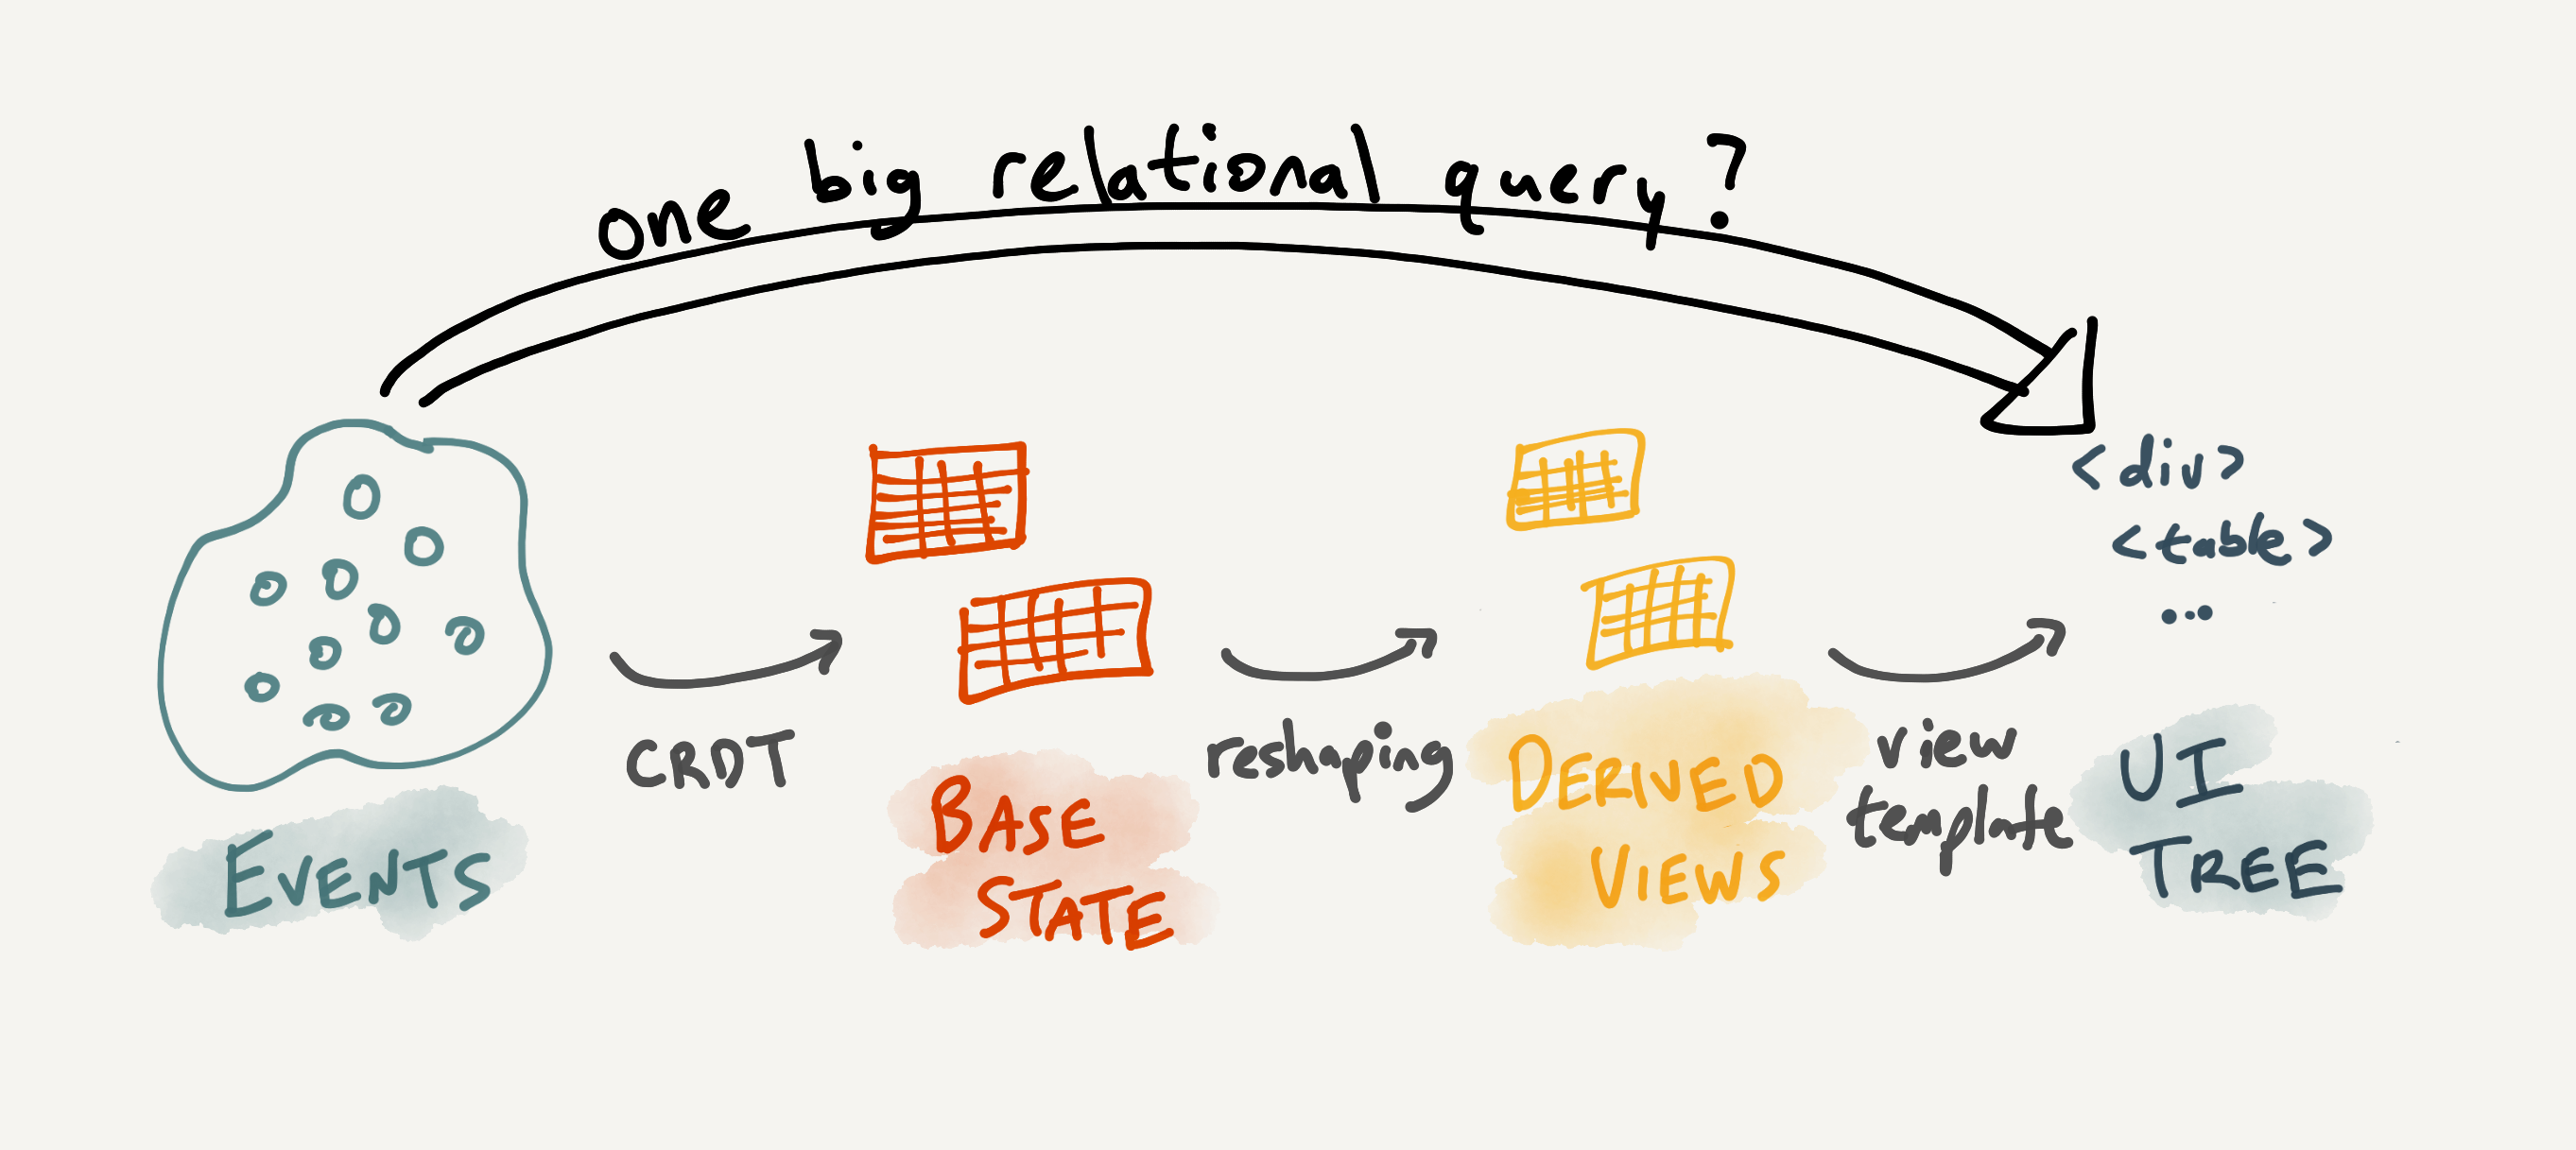 one big relational query?
<div>
<table>
...
CRDT
reshaping
view
template
EVENTS
BASE
STATE
DERIVED
VIEWS
UI
TREE